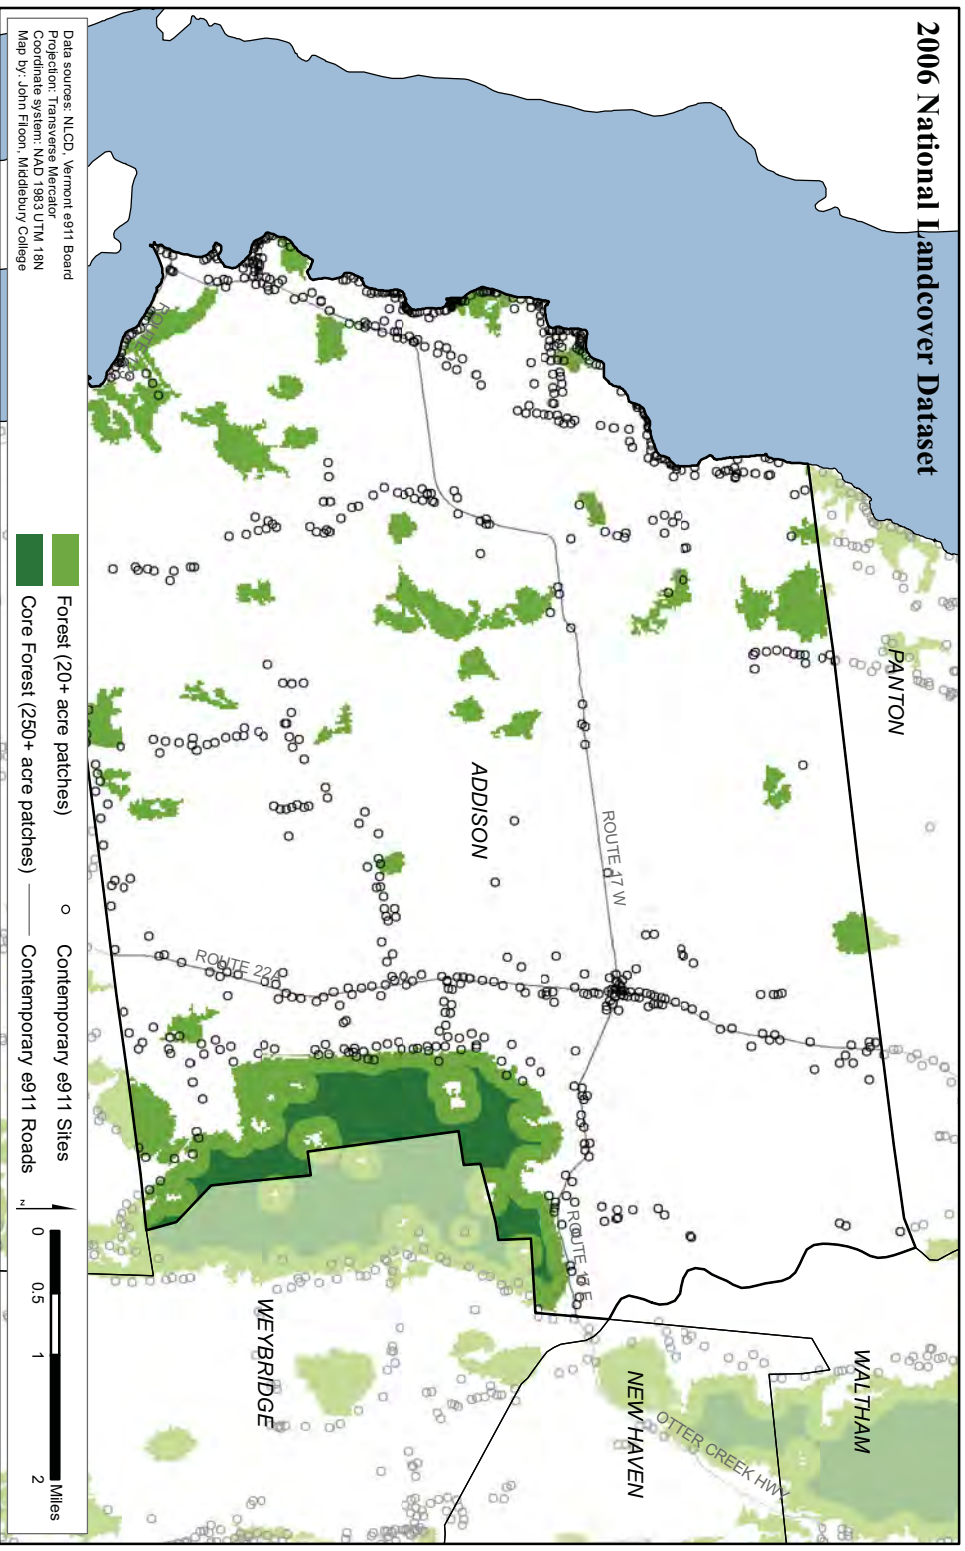 2006 National Landcover Dataset
PANTON
WALTHAM
NEW HAVEN
OTTER CREEK HWY
ROUTE 17 W
ROUTE 17 E
ADDISON
ROUTE 22A
WEYBRIDGE
Data sources: NLCD, Vermont e911 Board
Projection: Transverse Mercator
Coordinate system: NAD 1983 UTM 18N
Map by: John Filoon, Middlebury College
Forest (20+ acre patches)
Core Forest (250+ acre patches)
Contemporary e911 Sites
Contemporary e911 Roads
N
0 0.5 1 2
Miles